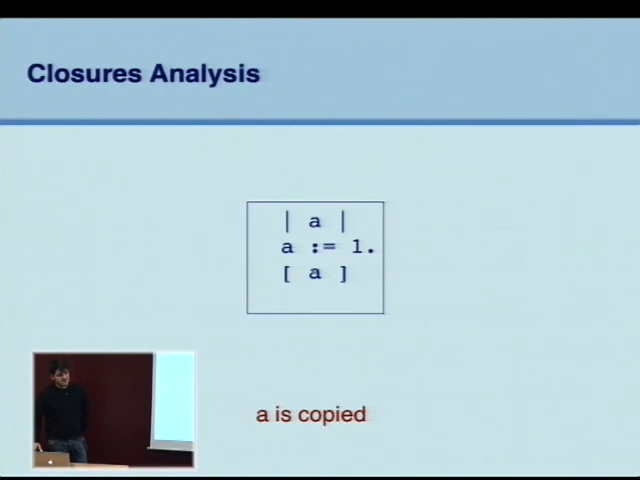 Closures Analysis
| a |
a := 1.
[ a ]
a is copied